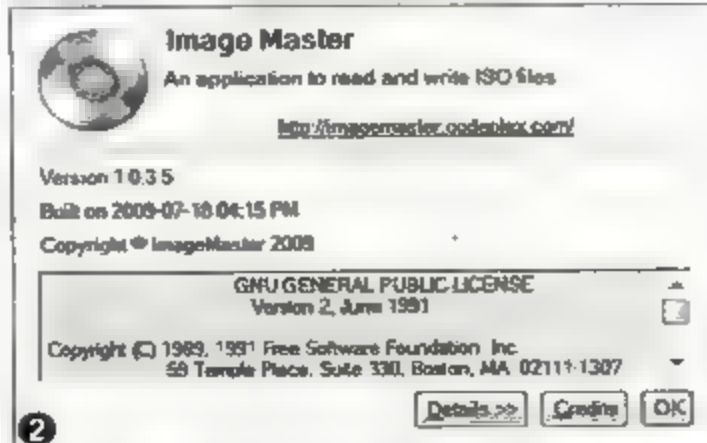 Image Master
An application to read and write ISO files
http://imagemaster.codeplex.com/
Version 1.0.3.5
Built on 2009-07-18 04:15 PM
Copyright © ImageMaster 2009
GNU GENERAL PUBLIC LICENSE
Version 2, June 1991
Copyright (C) 1989, 1991 Free Software Foundation, Inc.
59 Temple Place, Suite 330, Boston, MA 02111-1307
Details >> Credits OK
2